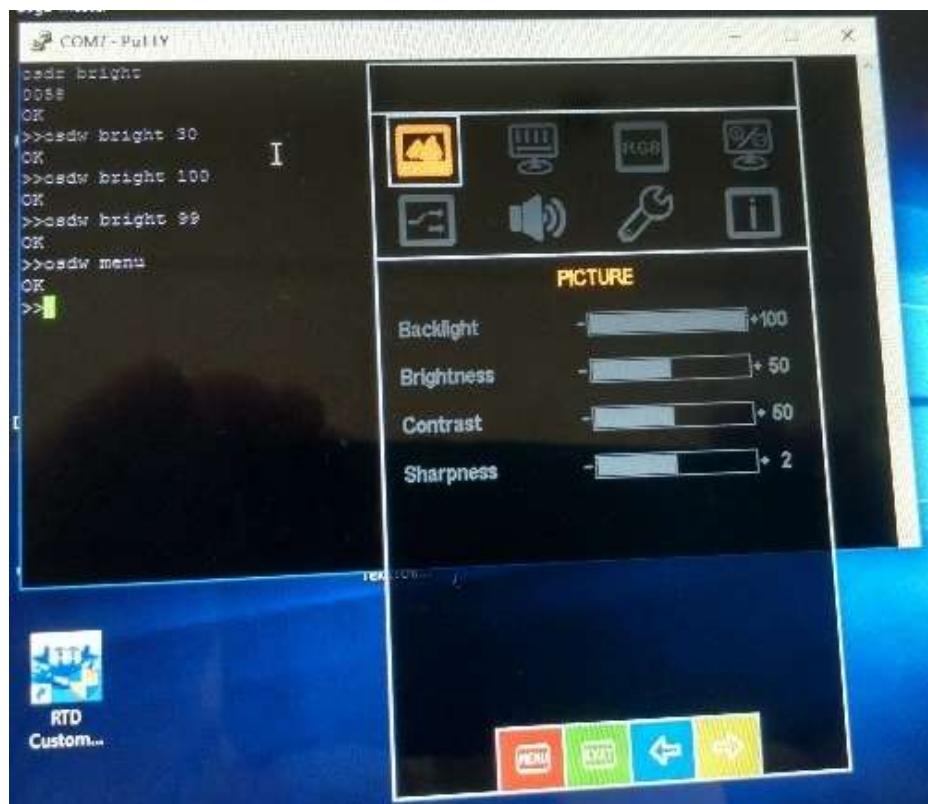 COM7 - PuTTY
osdr bright
0058
OK
>>osdw bright 30
OK
>>osdw bright 100
OK
>>osdw bright 99
OK
>>osdw menu
OK
>>
RGB
i
PICTURE
Backlight - +100
Brightness - + 50
Contrast - + 50
Sharpness - + 2
RTD
Custom...
MENU EXIT